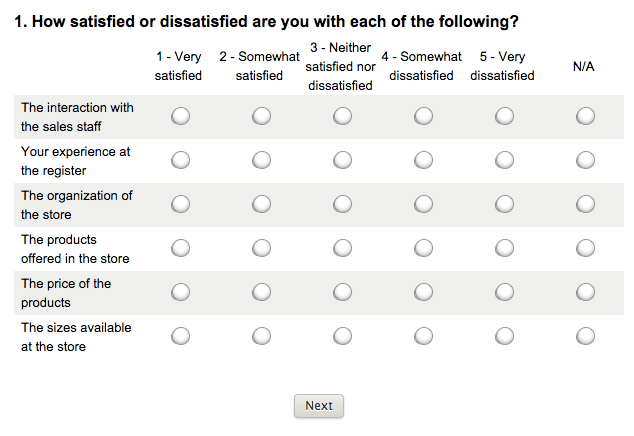 1. How satisfied or dissatisfied are you with each of the following?
1 - Very satisfied
2 - Somewhat satisfied
3 - Neither satisfied nor dissatisfied
4 - Somewhat dissatisfied
5 - Very dissatisfied
N/A
The interaction with
the sales staff
Your experience at
the register
The organization of
the store
The products
offered in the store
The price of the
products
The sizes available
at the store
Next